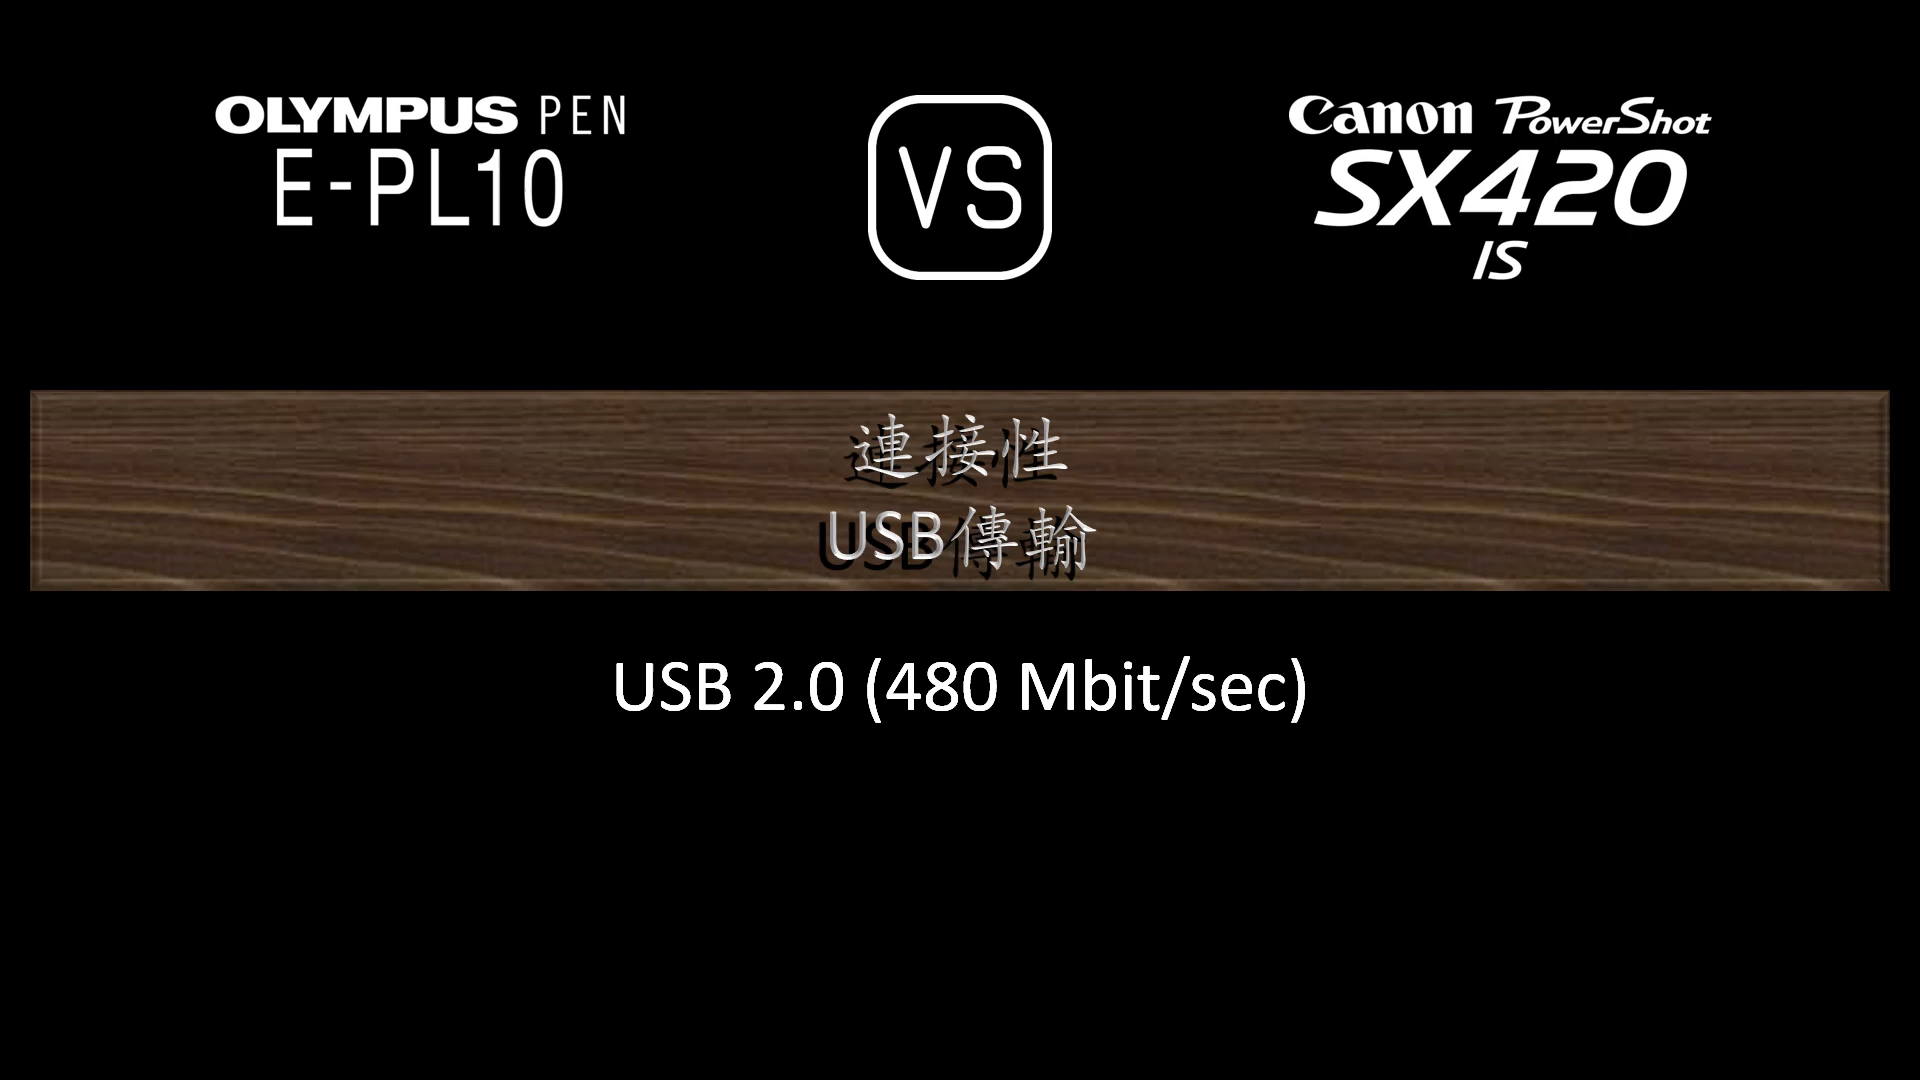 OLYMPUS PEN
E-PL10
VS
Canon PowerShot
SX420
IS
連接性
USB傳輸
USB 2.0 (480 Mbit/sec)